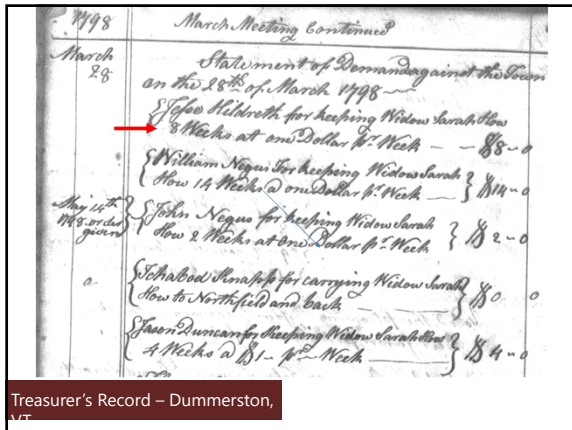 1798 March Meeting Continued
March 28
Statement of Demand against the Town
on the 28th of March 1798
Jesse Hildreth for keeping Widow Sarah How
8 Weeks at one Dollar pr. Week - - $8-0
William Negus For keeping Widow Sarah
How 14 Weeks @ one Dollar pr. Week $14-0
May 14th
1798 order
given
John Negus for keeping Widow Sarah
How 2 Weeks at One Dollar pr. Week $2-0
0
Ichabod Knapp for carrying Widow Sarah
How to Northfield and back $0 0
Jason Duncan for Keeping Widow Sarah How
4 Weeks @ $1- pr- Week $4-0
Treasurer's Record – Dummerston,
VT